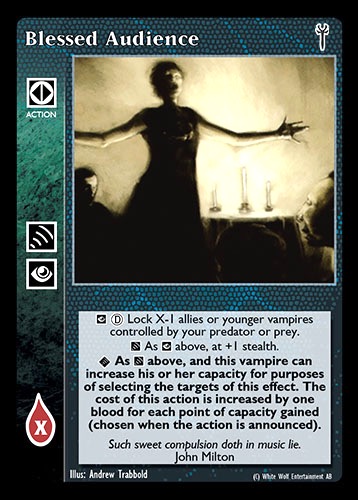 Blessed Audience
ACTION
D Lock X-1 allies or younger vampires
controlled by your predator or prey.
As above, at +1 stealth.
As above, and this vampire can
increase his or her capacity for purposes
of selecting the targets of this effect. The
cost of this action is increased by one
blood for each point of capacity gained
(chosen when the action is announced).
Such sweet compulsion doth in music lie.
John Milton
X
Illus: Andrew Trabbold
(C) White Wolf Entertainment AB